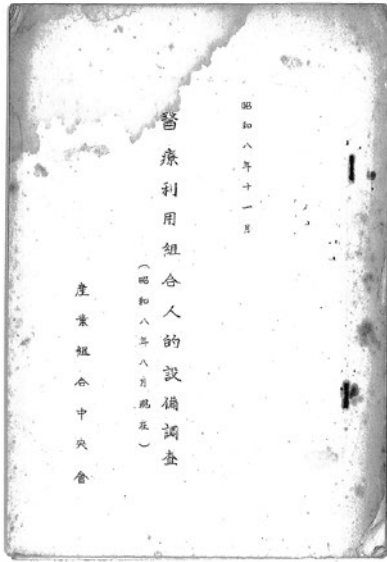 昭和八年十一月
醫療利用組合人的設備調査
（昭和八年八月現在）
產業組合中央會